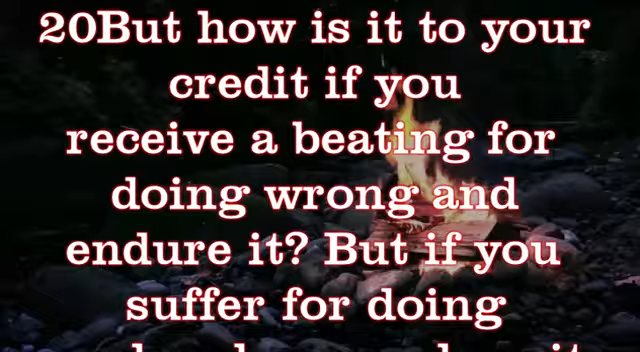 20But how is it to your
credit if you
receive a beating for
doing wrong and
endure it? But if you
suffer for doing